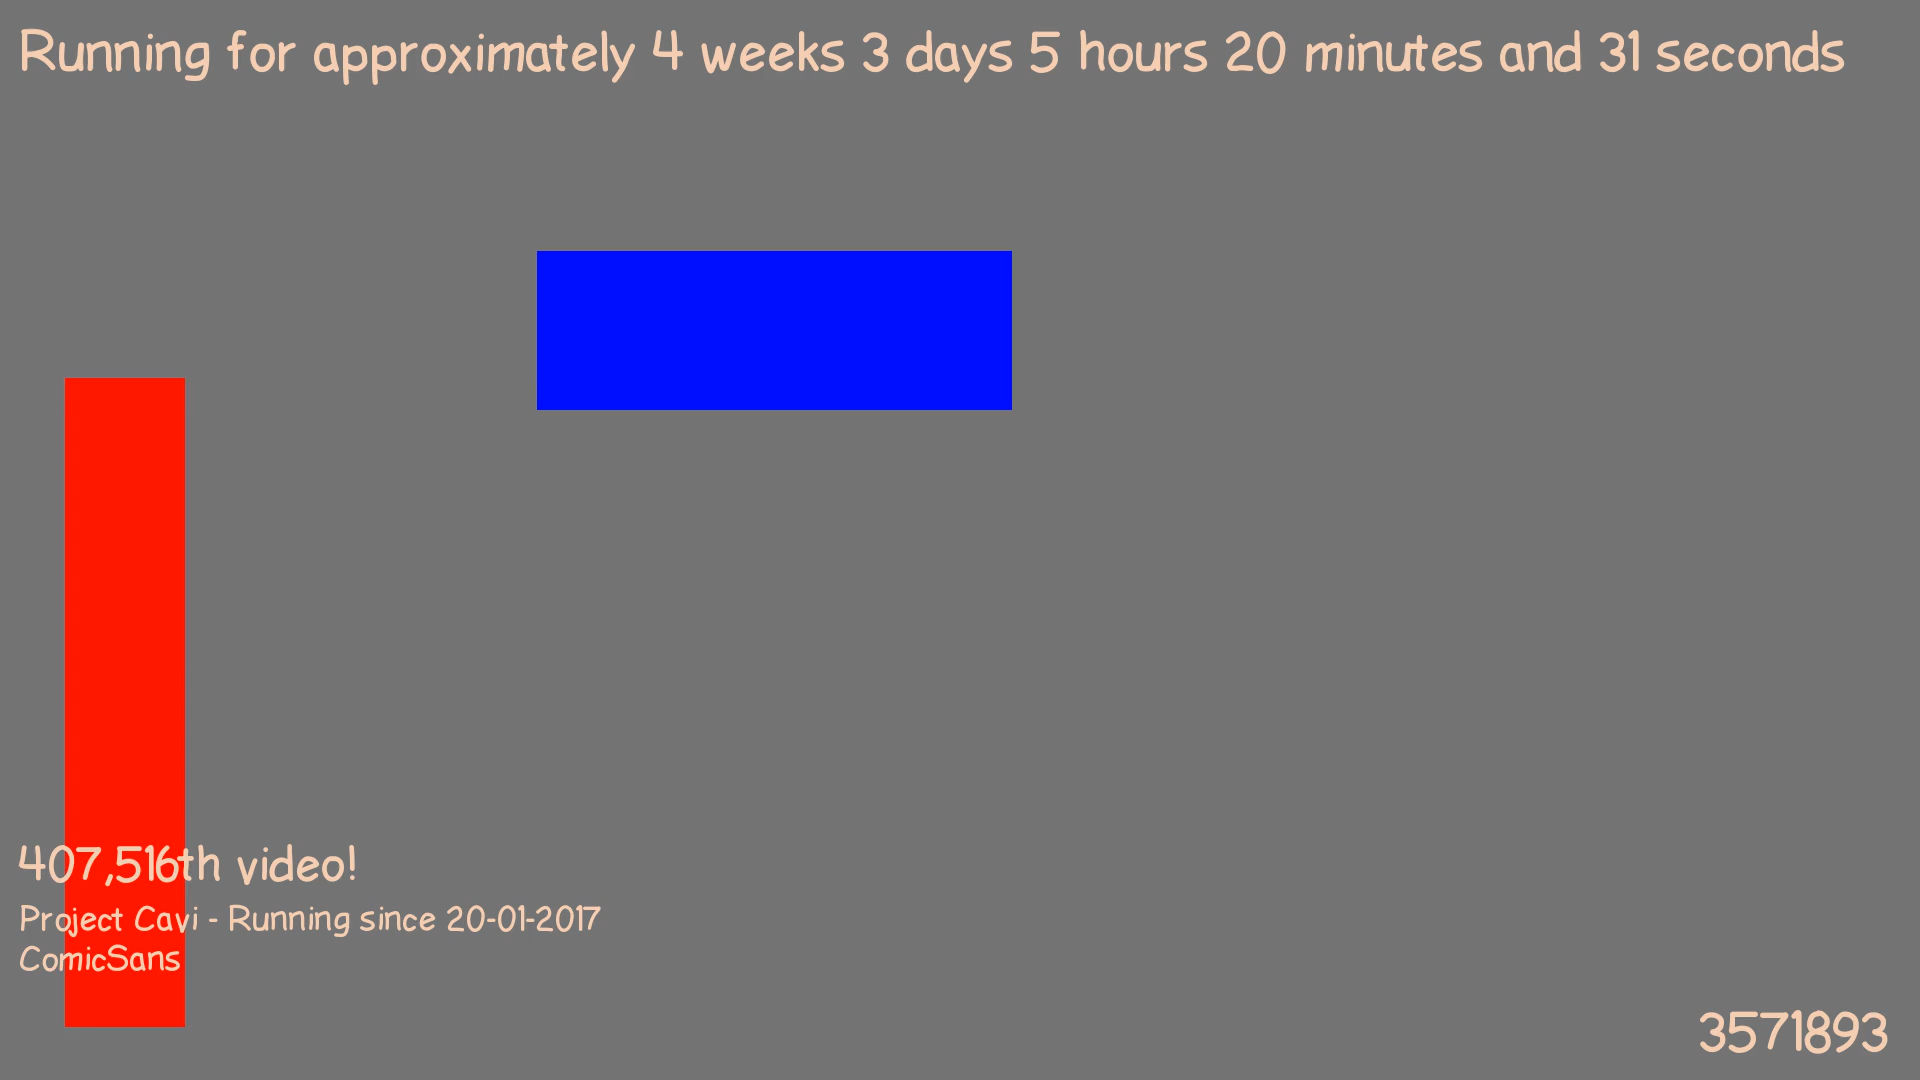 Running for approximately 4 weeks 3 days 5 hours 20 minutes and 31 seconds
407,516th video!
Project Cavi - Running since 20-01-2017
ComicSans
3571893